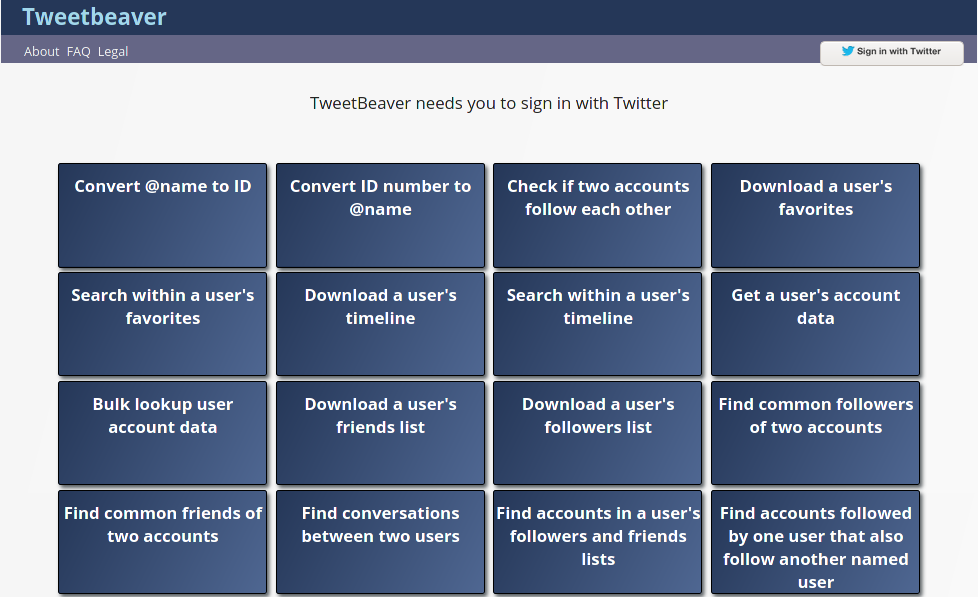 Tweetbeaver
About FAQ Legal
Sign in with Twitter
TweetBeaver needs you to sign in with Twitter
Convert @name to ID
Convert ID number to
@name
Check if two accounts
follow each other
Download a user's
favorites
Search within a user's
favorites
Download a user's
timeline
Search within a user's
timeline
Get a user's account
data
Bulk lookup user
account data
Download a user's
friends list
Download a user's
followers list
Find common followers
of two accounts
Find common friends of
two accounts
Find conversations
between two users
Find accounts in a user's
followers and friends
lists
Find accounts followed
by one user that also
follow another named
user